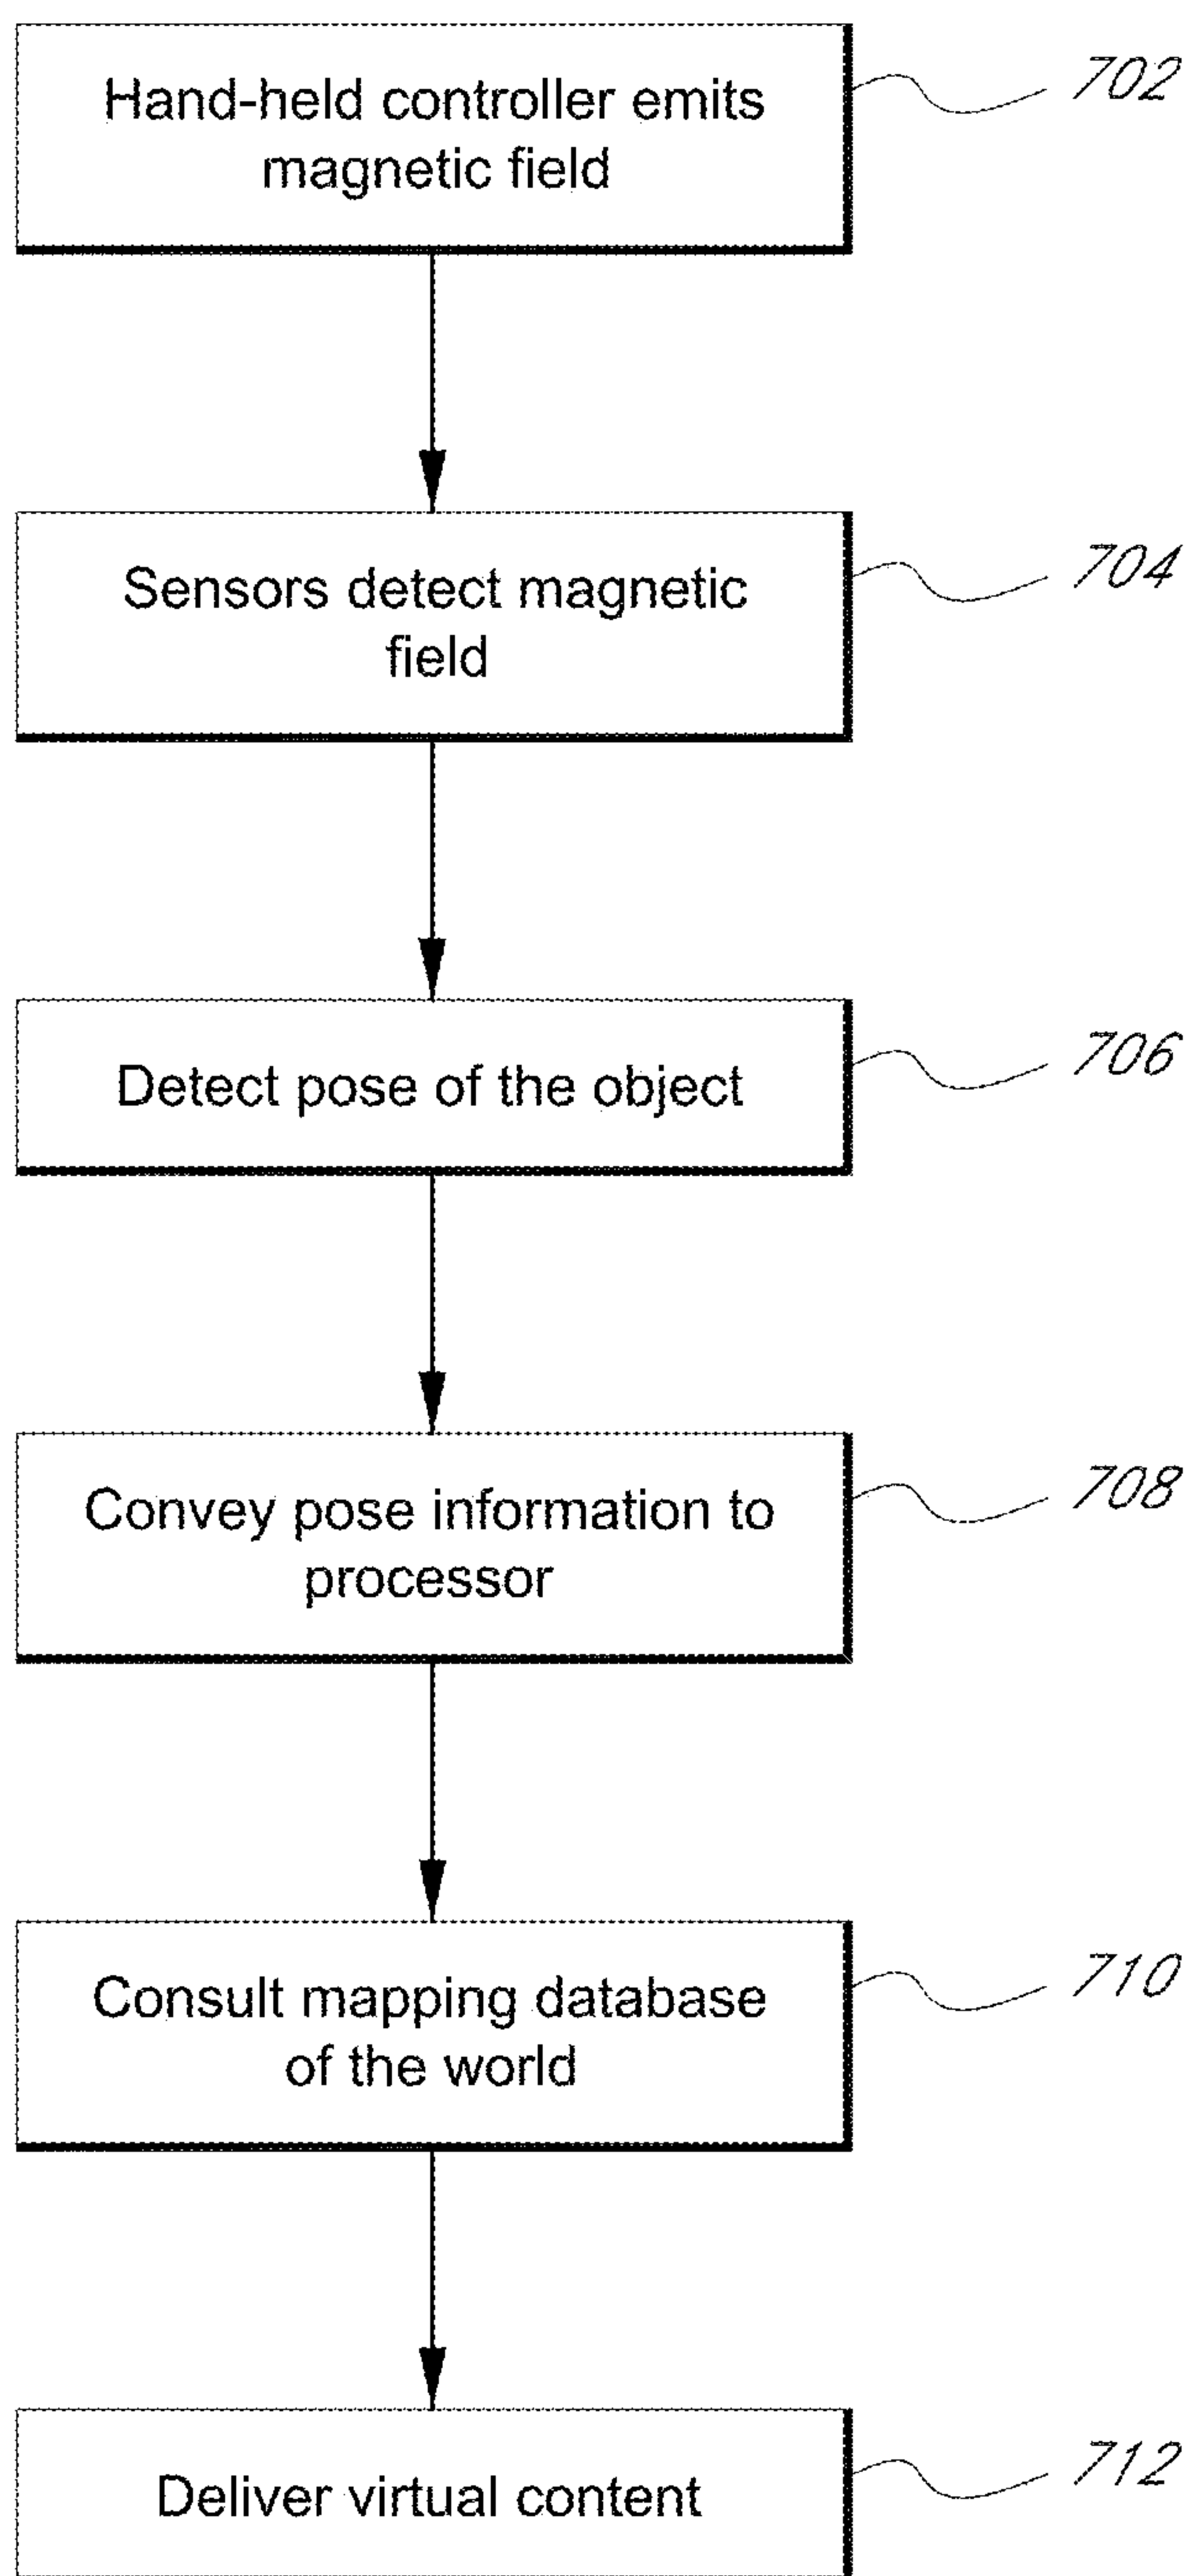 Hand-held controller emits
magnetic field
702
Sensors detect magnetic
field
704
Detect pose of the object
706
Convey pose information to
processor
708
Consult mapping database
of the world
710
Deliver virtual content
712